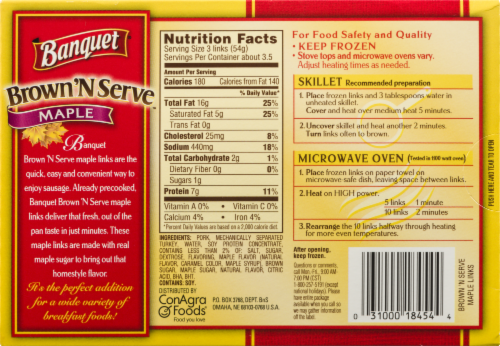 Banquet
Brown 'N Serve
MAPLE
Banquet
Brown 'N Serve maple links are the
quick, easy and convenient way to
enjoy sausage. Already precooked,
Banquet Brown 'N Serve maple
links deliver that fresh, out of the
pan taste in just minutes. These
maple links are made with real
maple sugar to bring out that
homestyle flavor.
It's the perfect addition
for a wide variety of
breakfast foods!
Nutrition Facts
Serving Size 3 links (54g)
Servings Per Container about 3.5
Amount Per Serving
Calories 180 Calories from Fat 140
% Daily Value*
Total Fat 16g 25%
Saturated Fat 5g 25%
Trans Fat 0g
Cholesterol 25mg 8%
Sodium 440mg 18%
Total Carbohydrate 2g 1%
Dietary Fiber 0g 0%
Sugars 1g
Protein 7g 11%
Vitamin A 0% • Vitamin C 0%
Calcium 4% • Iron 4%
*Percent Daily Values are based on a 2,000 calorie diet.
INGREDIENTS: PORK, MECHANICALLY SEPARATED
TURKEY, WATER, SOY PROTEIN CONCENTRATE,
CONTAINS LESS THAN 2% OF: SALT, SUGAR,
DEXTROSE, FLAVORING, MAPLE FLAVOR (NATURAL
FLAVOR, CARAMEL COLOR, MAPLE SYRUP), BROWN
SUGAR, MAPLE SUGAR, NATURAL FLAVOR, CITRIC
ACID, BHA, BHT.
CONTAINS: SOY.
DISTRIBUTED BY
ConAgra
Foods
Food you love
P.O. BOX 3768, DEPT. BnS
OMAHA, NE 68103-0768 U.S.A.
For Food Safety and Quality
• KEEP FROZEN
• Stove tops and microwave ovens vary.
Adjust heating times as needed.
SKILLET Recommended preparation
1. Place frozen links and 3 tablespoons water in
unheated skillet.
Cover and heat over medium heat 5 minutes.
2. Uncover skillet and heat another 2 minutes.
Turn links often to brown.
MICROWAVE OVEN (Tested in 1100 watt oven)
1. Place frozen links on paper towel on
microwave-safe dish, leaving space between links.
2. Heat on HIGH power:
5 links 1 minute
10 links 2 minutes
3. Rearrange the 10 links halfway through heating
for more even temperatures.
After opening,
keep frozen.
Questions or comments,
call Mon.-Fri., 9:00 AM-
7:00 PM (CST)
1-800-257-5191 (except
national holidays). Please
have entire package
available when you call so
we may gather information
off the label.
0 31000 18454 4
BROWN 'N SERVE
MAPLE LINKS
PUSH HERE AND TEAR TO OPEN